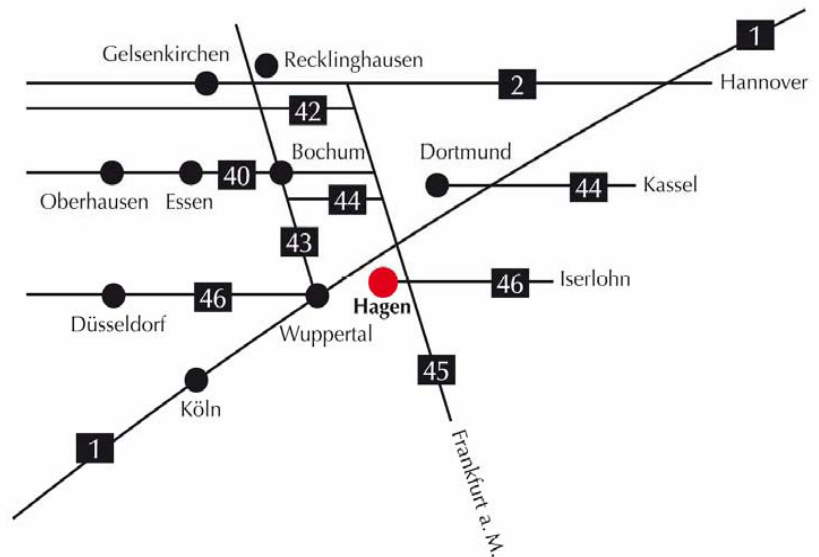 1
Gelsenkirchen
Recklinghausen
2
Hannover
42
Bochum
Dortmund
40
44
Kassel
Oberhausen
Essen
44
43
46
Hagen
46
Iserlohn
Düsseldorf
Wuppertal
45
Köln
1
Frankfurt a. M.